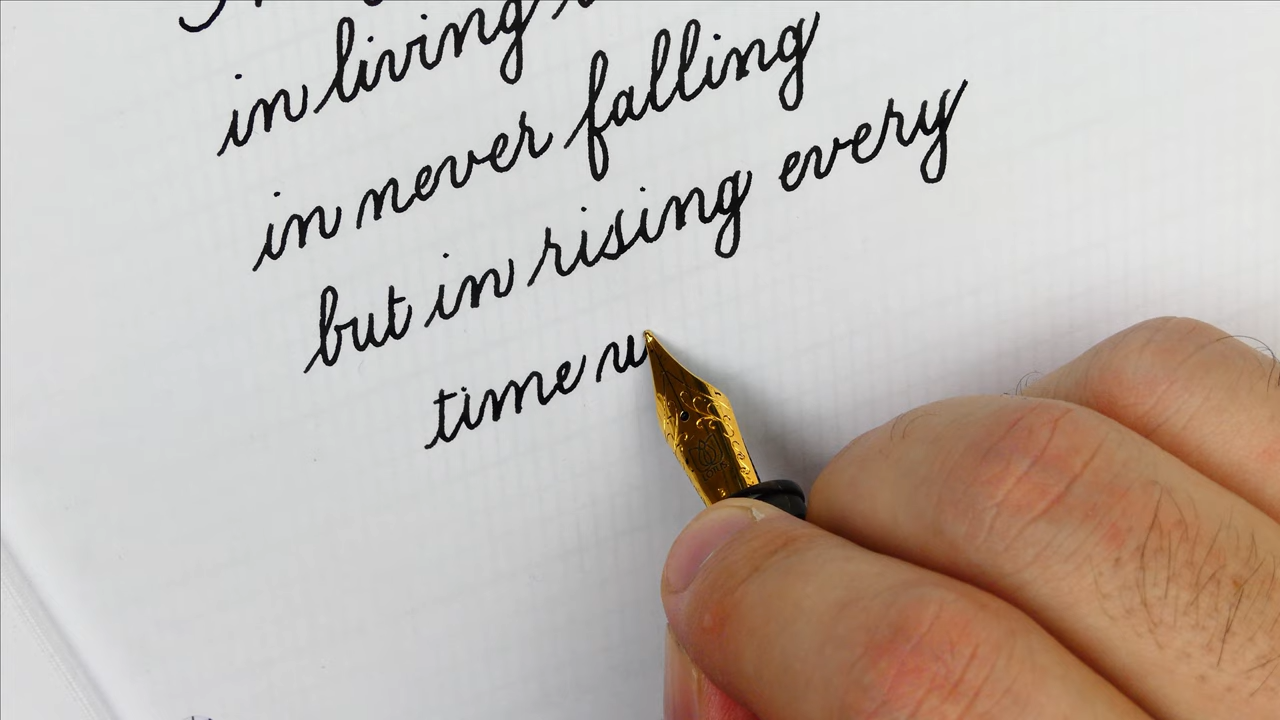 in living
in never falling
but in rising every
time